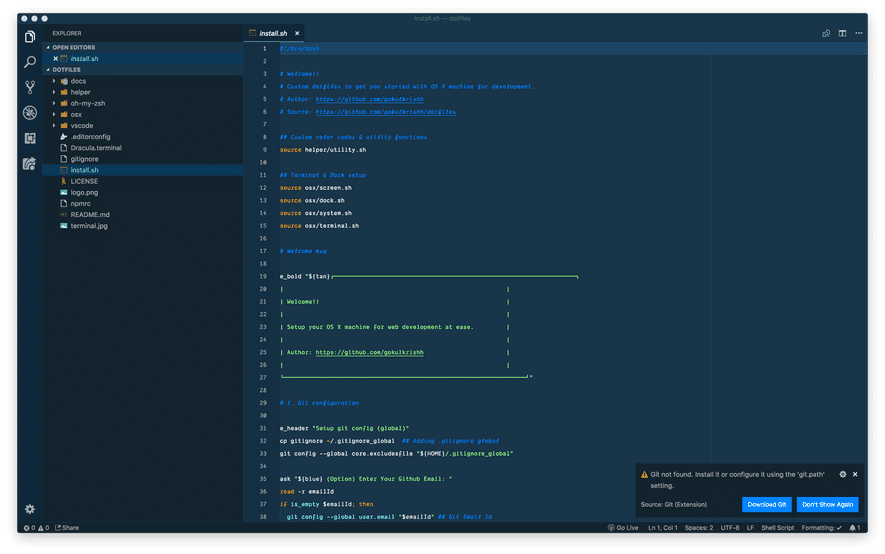 install.sh — dotfiles
EXPLORER
OPEN EDITORS
install.sh
DOTFILES
docs
helper
oh-my-zsh
osx
vscode
.editorconfig
Dracula.terminal
gitignore
install.sh
LICENSE
logo.png
npmrc
README.md
terminal.jpg
install.sh
1 #!/bin/bash
2
3 # Welcome!!
4 # Custom dotfiles to get you started with OS X machine for development.
5 # Author: https://github.com/gokulkrishh
6 # Source: https://github.com/gokulkrishh/dotfiles
7
8 ## Custom color codes & utility functions
9 source helper/utility.sh
10
11 ## Terminal & Dock setup
12 source osx/screen.sh
13 source osx/dock.sh
14 source osx/system.sh
15 source osx/terminal.sh
16
17 # Welcome msg
18
19 e_bold "${tan}
20 | |
21 | Welcome!! |
22 | |
23 | Setup your OS X machine for web development at ease. |
24 | |
25 | Author: https://github.com/gokulkrishh |
26 | |
27 "
28
29 # 1. Git configuration
30
31 e_header "Setup git config (global)"
32 cp gitignore ~/.gitignore_global ## Adding .gitignore global
33 git config --global core.excludesfile "${HOME}/.gitignore_global"
34
35 ask "${blue} (Option) Enter Your Github Email: "
36 read -r emailId
37 if is_empty $emailId; then
38 git config --global user.email "$emailId" ## Git Email Id
Git not found. Install it or configure it using the 'git.path'
setting.
Source: Git (Extension)
Download Git
Don't Show Again
0 0 Share
Go Live
Ln 1, Col 1
Spaces: 2
UTF-8
LF
Shell Script
Formatting: ✓
1